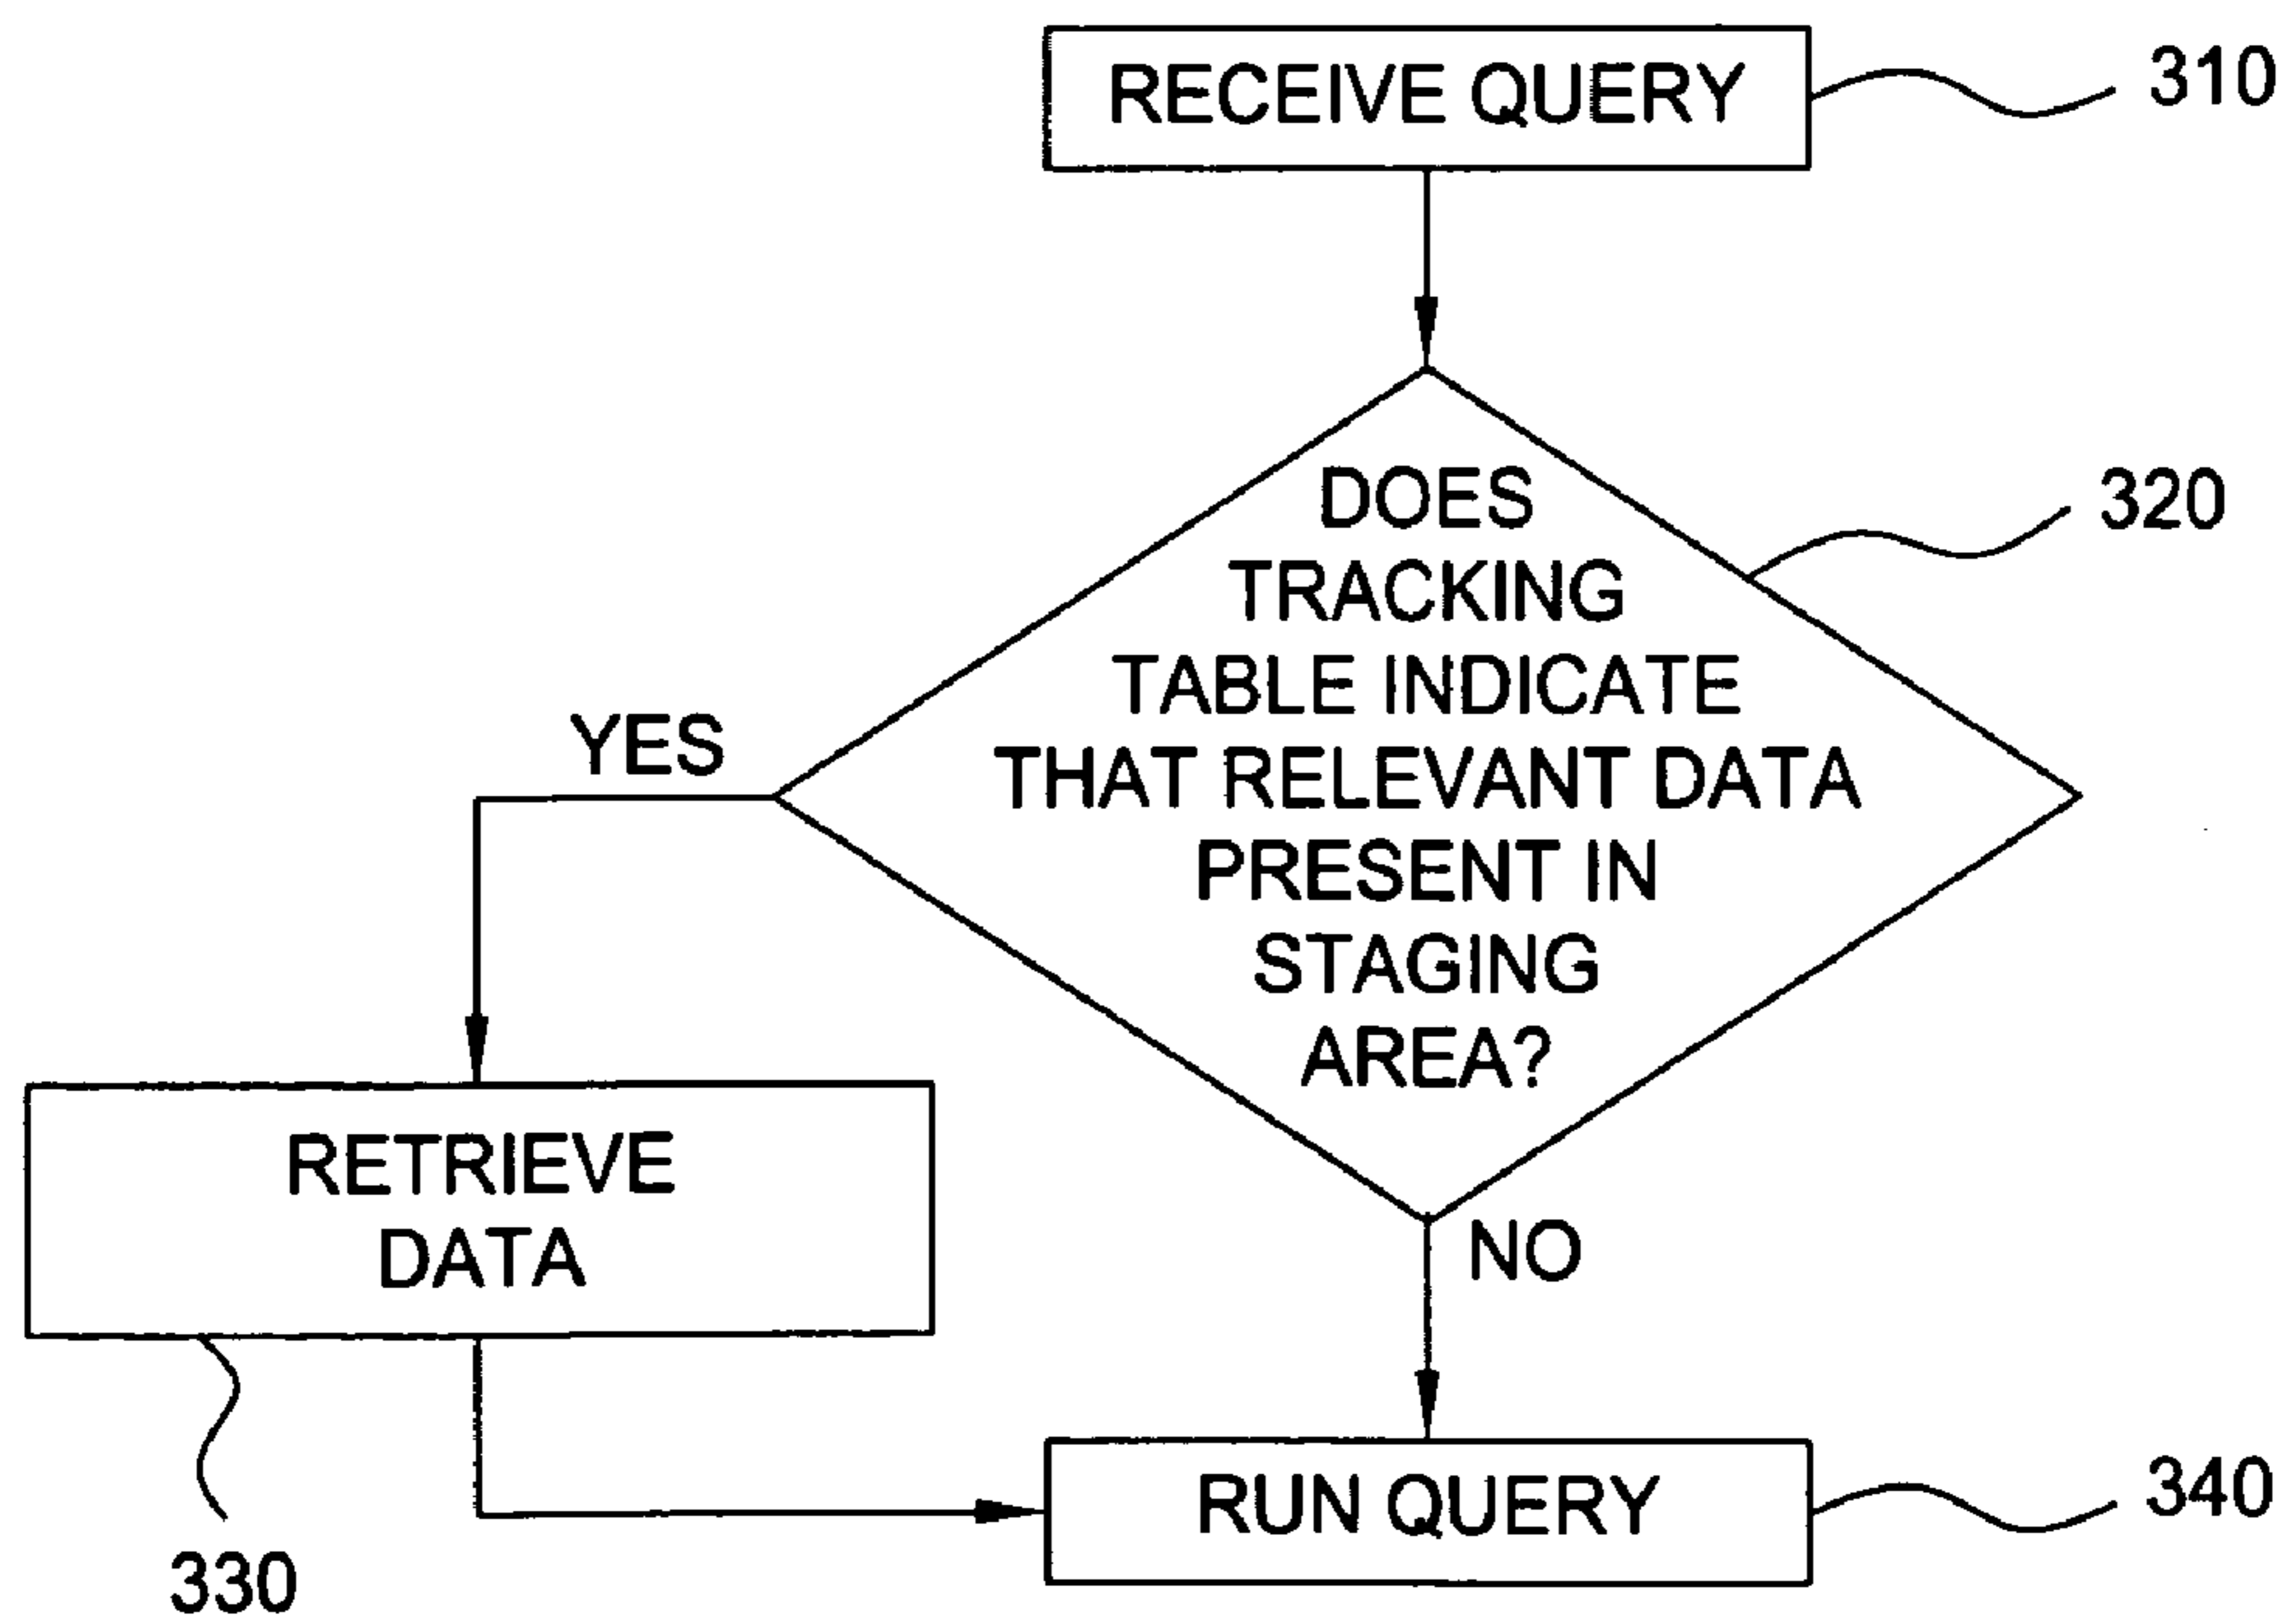 RECEIVE QUERY
310
DOES
TRACKING
TABLE INDICATE
THAT RELEVANT DATA
PRESENT IN
STAGING
AREA?
320
YES
NO
RETRIEVE
DATA
330
RUN QUERY
340